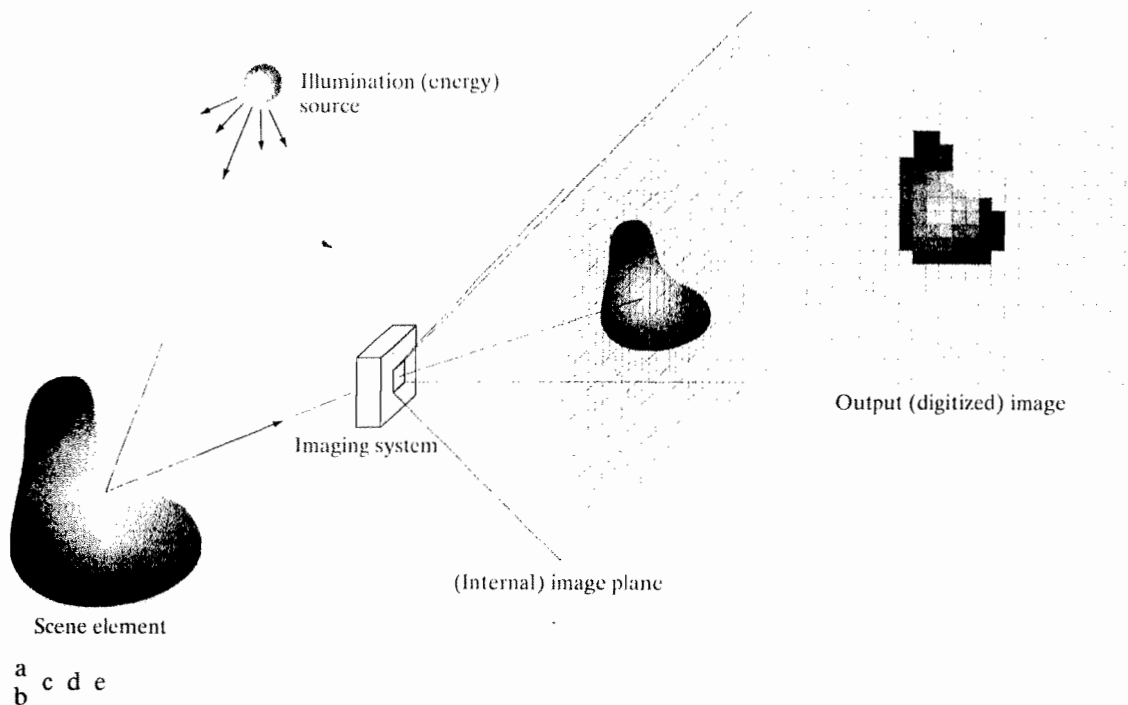 Illumination (energy)
source
Output (digitized) image
Imaging system
(Internal) image plane
Scene element
a
b c d e